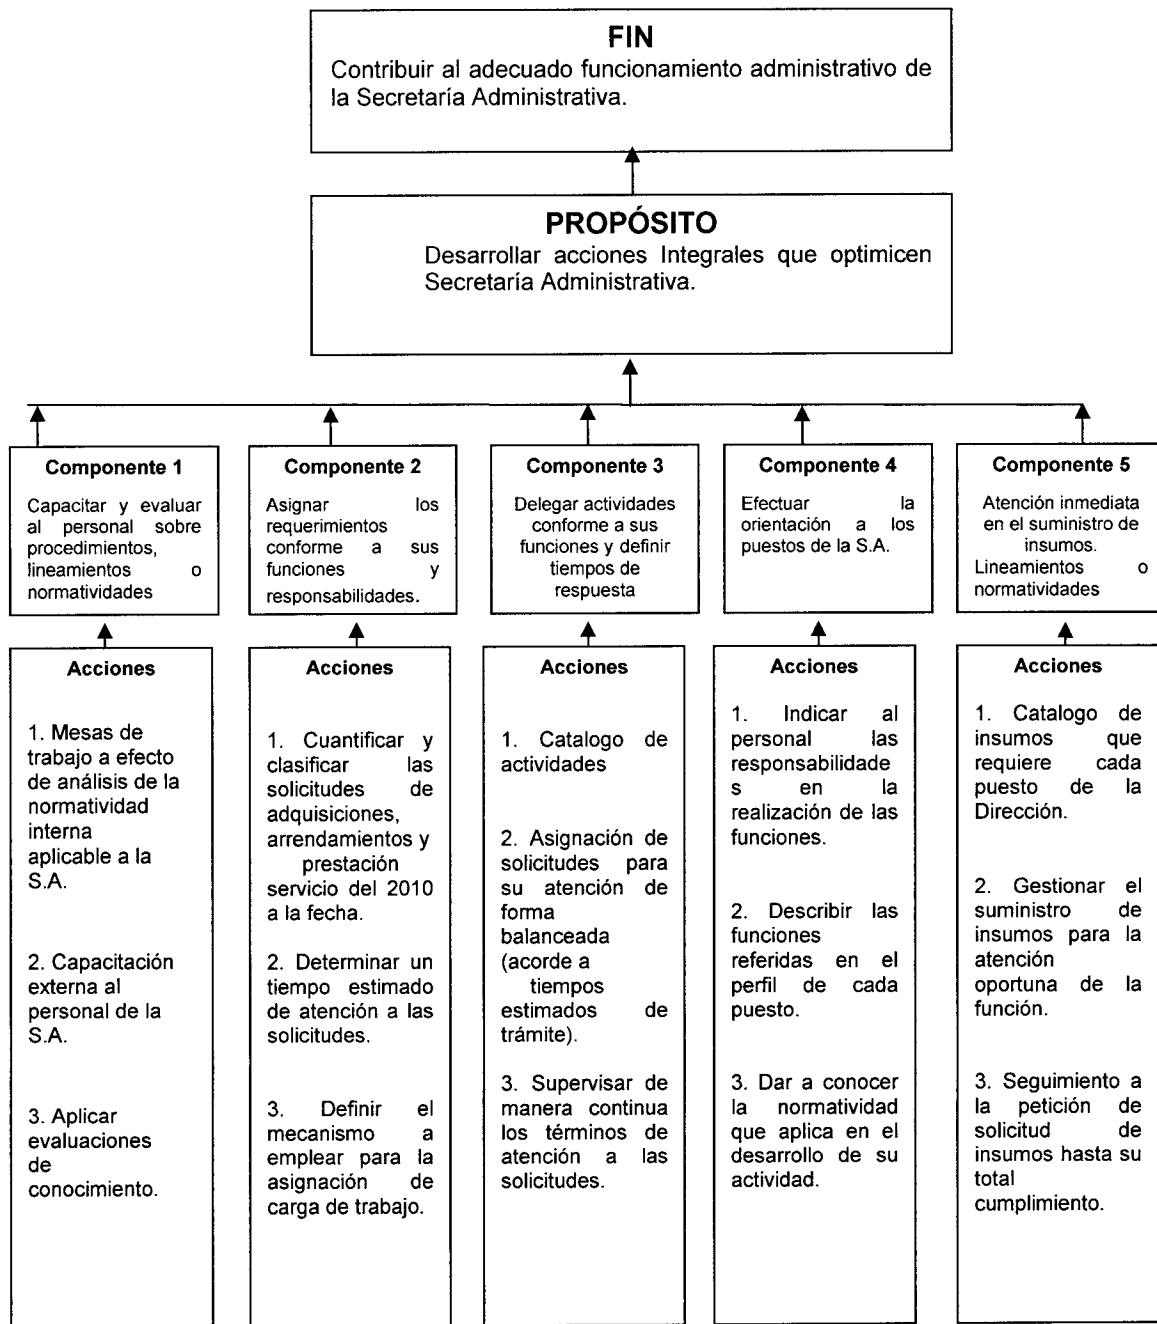 FIN
Contribuir al adecuado funcionamiento administrativo de
la Secretaría Administrativa.
PROPÓSITO
Desarrollar acciones Integrales que optimicen
Secretaría Administrativa.
Componente 1
Capacitar y evaluar
al personal sobre
procedimientos,
lineamientos o
normatividades
Componente 2
Asignar los
requerimientos
conforme a sus
funciones y
responsabilidades.
Componente 3
Delegar actividades
conforme a sus
funciones y definir
tiempos de
respuesta
Componente 4
Efectuar la
orientación a los
puestos de la S.A.
Componente 5
Atención inmediata
en el suministro de
insumos.
Lineamientos o
normatividades
Acciones
1. Mesas de
trabajo a efecto
de análisis de la
normatividad
interna
aplicable a la
S.A.
2. Capacitación
externa al
personal de la
S.A.
3. Aplicar
evaluaciones
de
conocimiento.
Acciones
1. Cuantificar y
clasificar las
solicitudes de
adquisiciones,
arrendamientos y
prestación
servicio del 2010
a la fecha.
2. Determinar un
tiempo estimado
de atención a las
solicitudes.
3. Definir el
mecanismo a
emplear para la
asignación de
carga de trabajo.
Acciones
1. Catalogo de
actividades
2. Asignación de
solicitudes para
su atención de
forma
balanceada
(acorde a
tiempos
estimados de
trámite).
3. Supervisar de
manera continua
los términos de
atención a las
solicitudes.
Acciones
1. Indicar al
personal las
responsabilidade
s en la
realización de las
funciones.
2. Describir las
funciones
referidas en el
perfil de cada
puesto.
3. Dar a conocer
la normatividad
que aplica en el
desarrollo de su
actividad.
Acciones
1. Catalogo de
insumos que
requiere cada
puesto de la
Dirección.
2. Gestionar el
suministro de
insumos para la
atención
oportuna de la
función.
3. Seguimiento a
la petición de
solicitud de
insumos hasta su
total
cumplimiento.